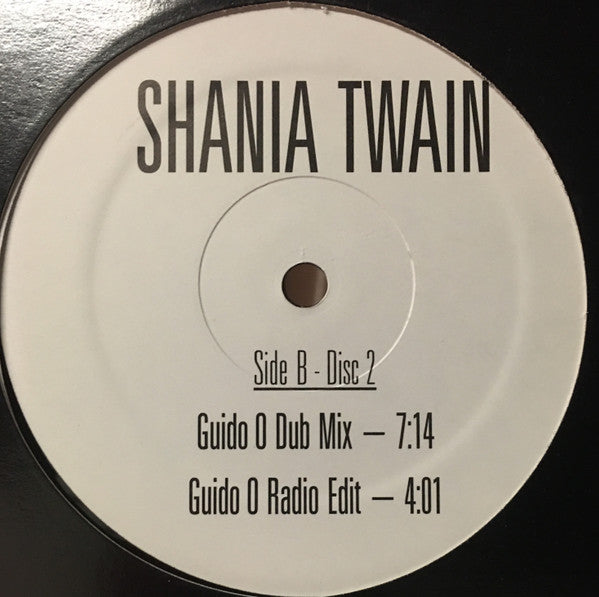 SHANIA TWAIN
Side B - Disc 2
Guido O Dub Mix — 7:14
Guido O Radio Edit — 4:01